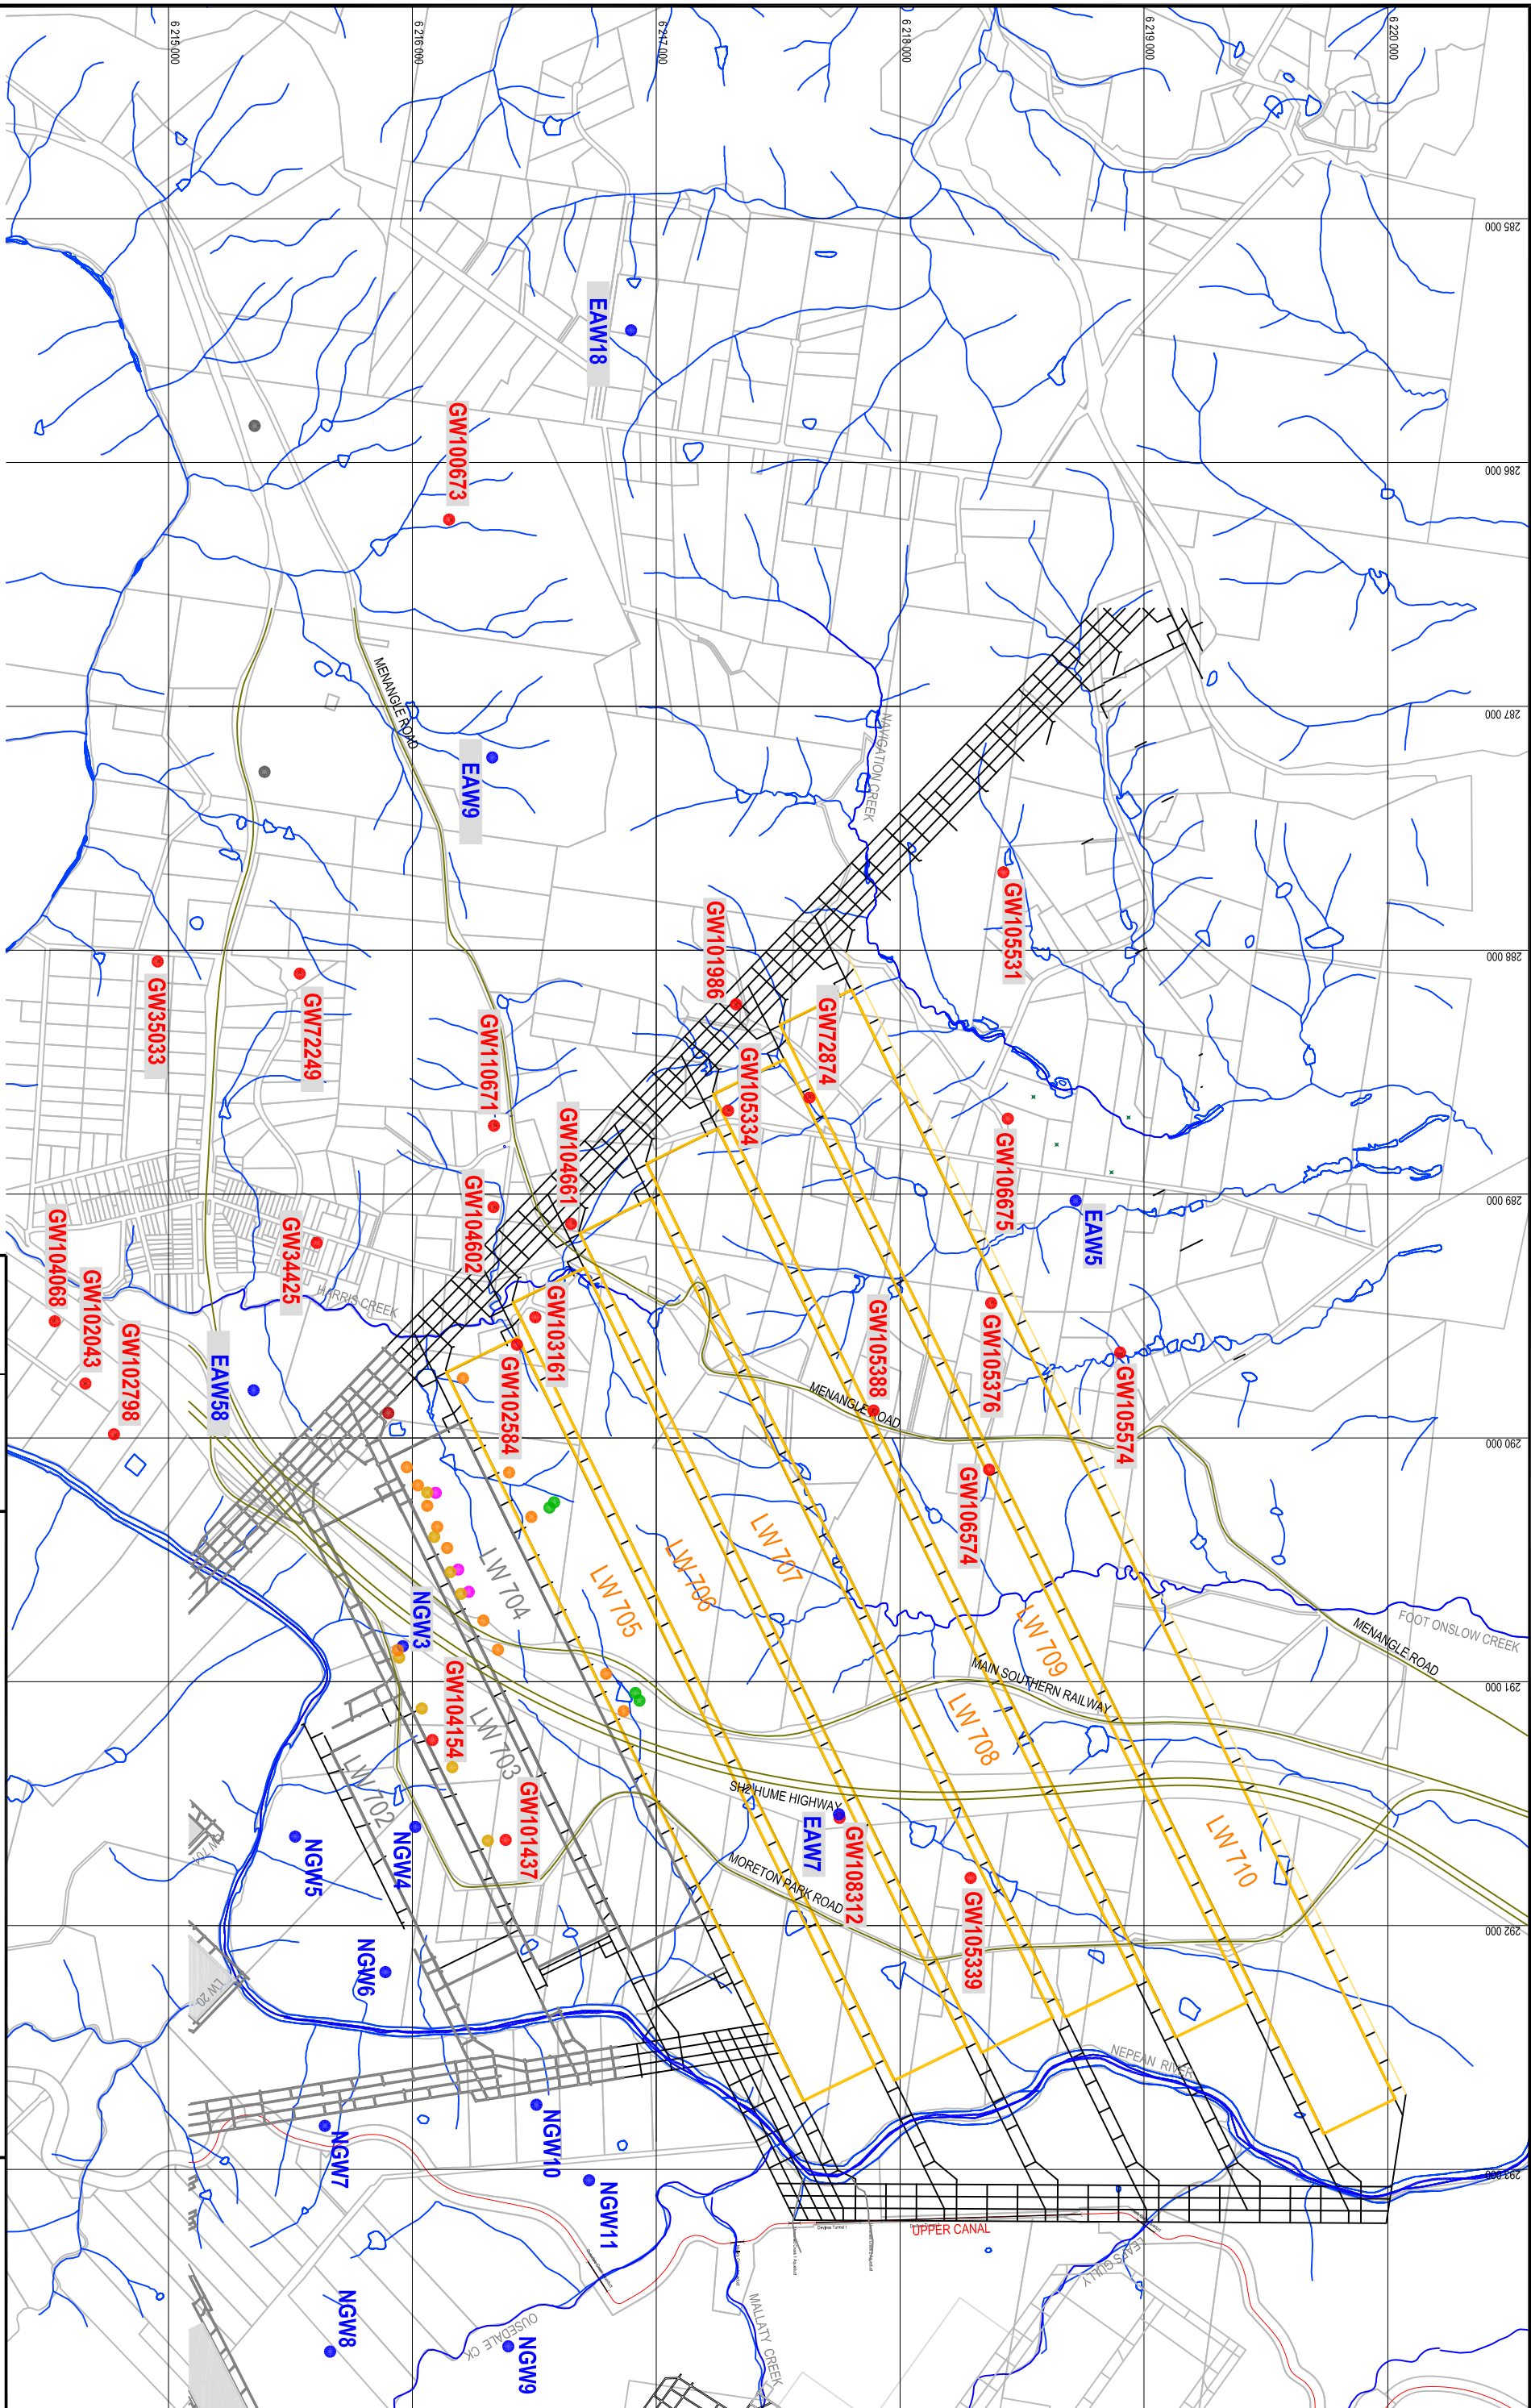 6 215 000
6 216 000
6 217 000
6 218 000
6 219 000
6 220 000
285 000
286 000
287 000
288 000
289 000
290 000
291 000
292 000
293 000
EAW18
GW100673
MENANGLE ROAD
EAW9
NAVIGATION CREEK
GW105531
GW101986
GW35033
GW72249
GW110671
GW72874
GW105334
GW104661
GW106675
GW104602
EAW5
GW34425
GW104068
GW102043
GW102798
HARRIS CREEK
EAW58
GW103161
GW102584
GW105388
GW105376
GW105574
MENANGLE ROAD
GW106574
LW 704
LW 705
LW 706
LW 707
LW 709
LW 708
LW 710
NGW3
GW104154
LW 703
LW 702
FOOT ONSLOW CREEK
MENANGLE ROAD
MAIN SOUTHERN RAILWAY
SH2 HUME HIGHWAY
MORETON PARK ROAD
EAW7
GW108312
GW101437
GW105339
NGW4
NGW5
LW 701
NGW6
LW 20
NEPEAN RIVER
NGW10
NGW7
NGW11
UPPER CANAL
LEAFS GULLY
MALLATY CREEK
OUSEDALE CK
NGW8
NGW9